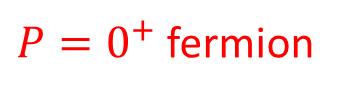 P = 0⁺ fermion